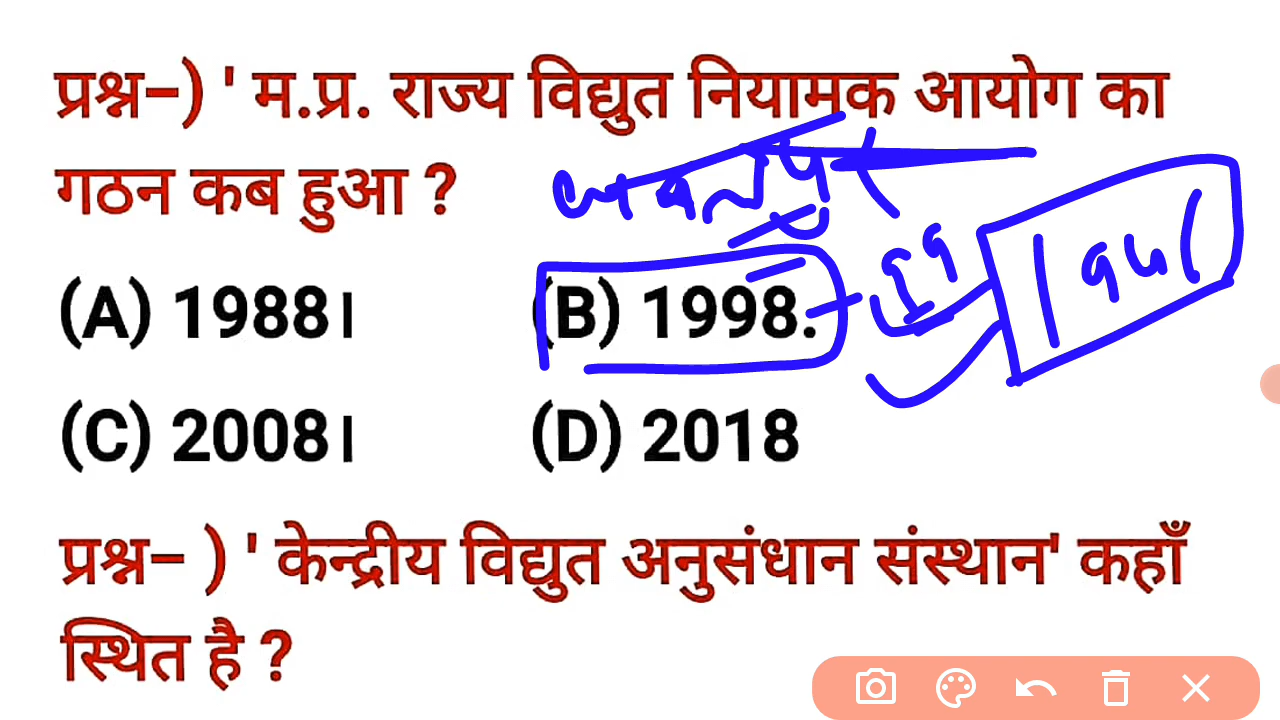 प्रश्न–) ' म.प्र. राज्य विद्युत नियामक आयोग का
गठन कब हुआ ?
(A) 1988। (B) 1998.
(C) 2008। (D) 2018
प्रश्न– ) ' केन्द्रीय विद्युत अनुसंधान संस्थान' कहाँ
स्थित है ?